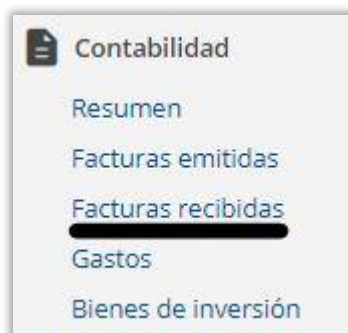 Contabilidad
Resumen
Facturas emitidas
Facturas recibidas
Gastos
Bienes de inversión